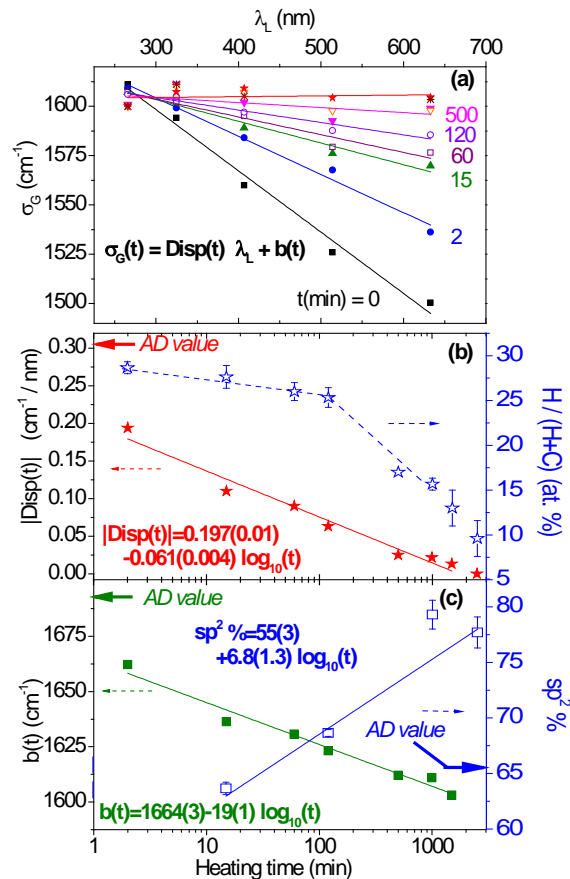 λL (nm)
200 300 400 500 600 700
(a)
1600
1575
1550
1525
1500
σG (cm-1)
500
120
60
15
2
σG(t) = Disp(t) λL + b(t)
t(min) = 0
(b)
AD value
0.30
0.25
0.20
0.15
0.10
0.05
0.00
|Disp(t)| (cm-1 / nm)
30
25
20
15
10
5
H / (H+C) (at. %)
|Disp(t)|=0.197(0.01)
-0.061(0.004) log10(t)
(c)
AD value
sp2 %=55(3)
+6.8(1.3) log10(t)
1675
1650
1625
1600
b(t) (cm-1)
80
75
70
65
60
sp2 %
AD value
b(t)=1664(3)-19(1) log10(t)
1 10 100 1000
Heating time (min)